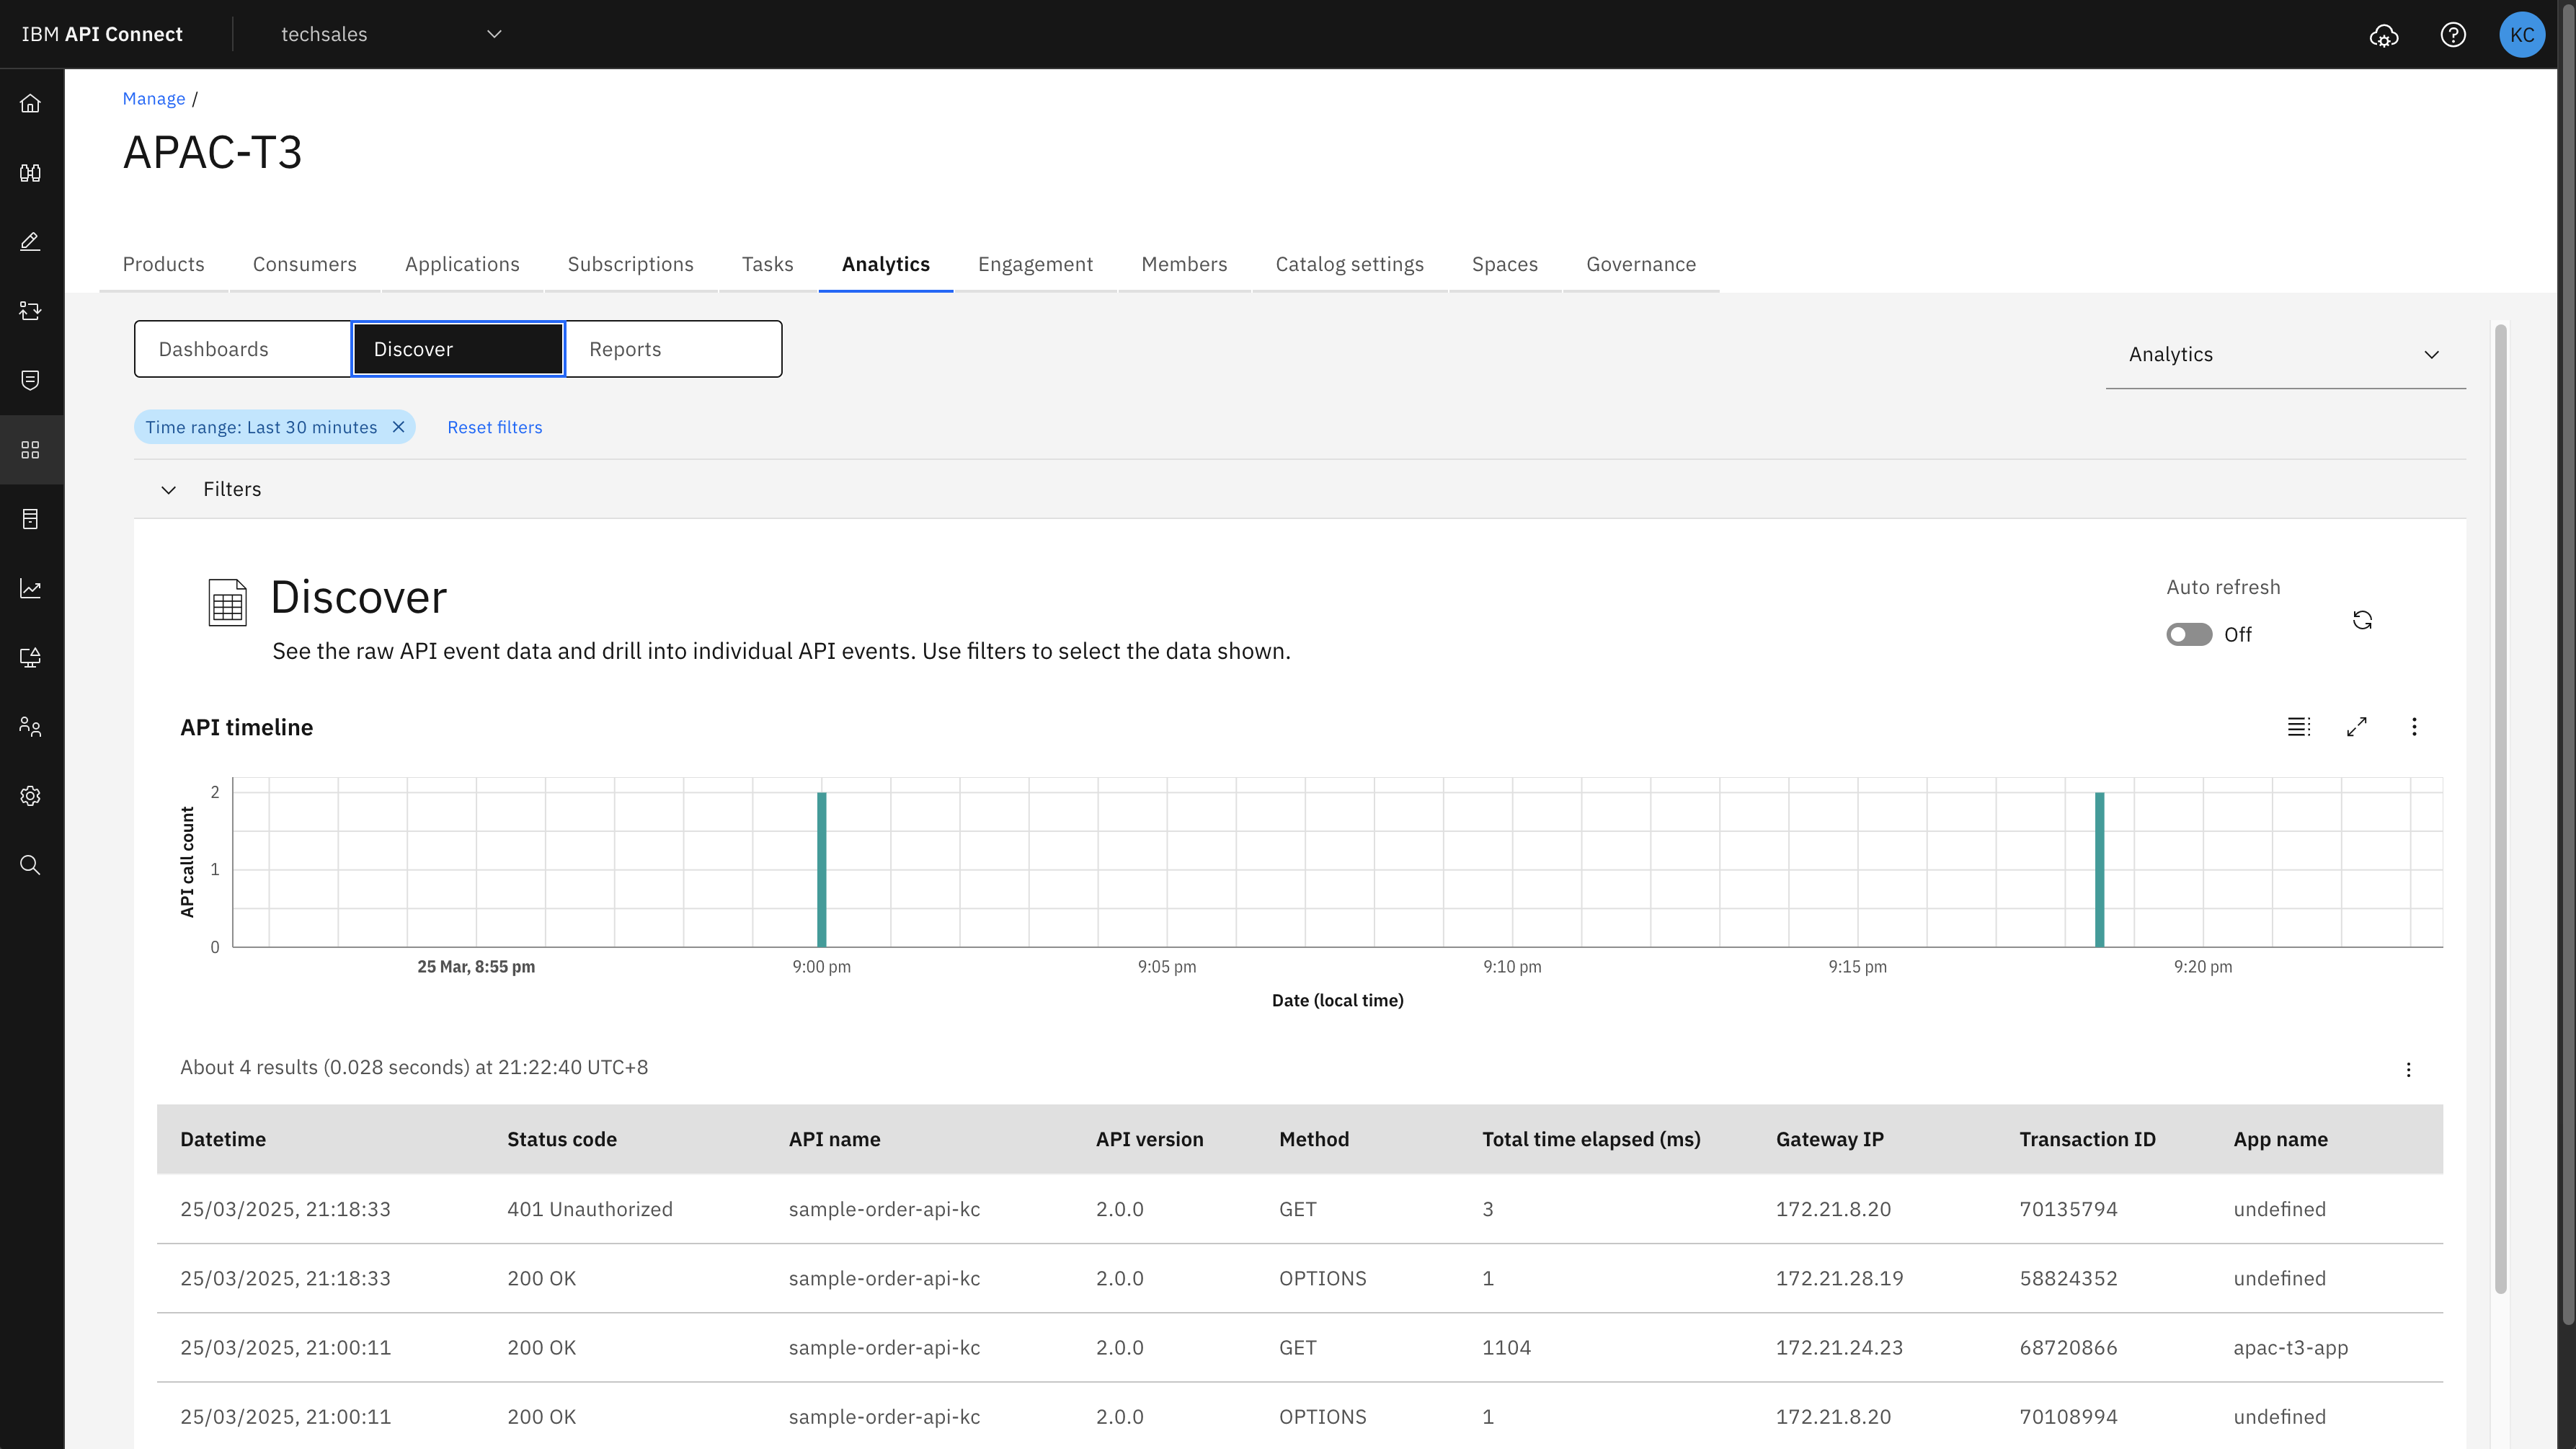 IBM API Connect techsales KC
Manage /
APAC-T3
Products Consumers Applications Subscriptions Tasks Analytics Engagement Members Catalog settings Spaces Governance
Dashboards Discover Reports Analytics
Time range: Last 30 minutes Reset filters
Filters
Discover
See the raw API event data and drill into individual API events. Use filters to select the data shown.
Auto refresh
Off
API timeline
API call count
2
1
0
25 Mar, 8:55 pm 9:00 pm 9:05 pm 9:10 pm 9:15 pm 9:20 pm
Date (local time)
About 4 results (0.028 seconds) at 21:22:40 UTC+8
Datetime Status code API name API version Method Total time elapsed (ms) Gateway IP Transaction ID App name
25/03/2025, 21:18:33 401 Unauthorized sample-order-api-kc 2.0.0 GET 3 172.21.8.20 70135794 undefined
25/03/2025, 21:18:33 200 OK sample-order-api-kc 2.0.0 OPTIONS 1 172.21.28.19 58824352 undefined
25/03/2025, 21:00:11 200 OK sample-order-api-kc 2.0.0 GET 1104 172.21.24.23 68720866 apac-t3-app
25/03/2025, 21:00:11 200 OK sample-order-api-kc 2.0.0 OPTIONS 1 172.21.8.20 70108994 undefined